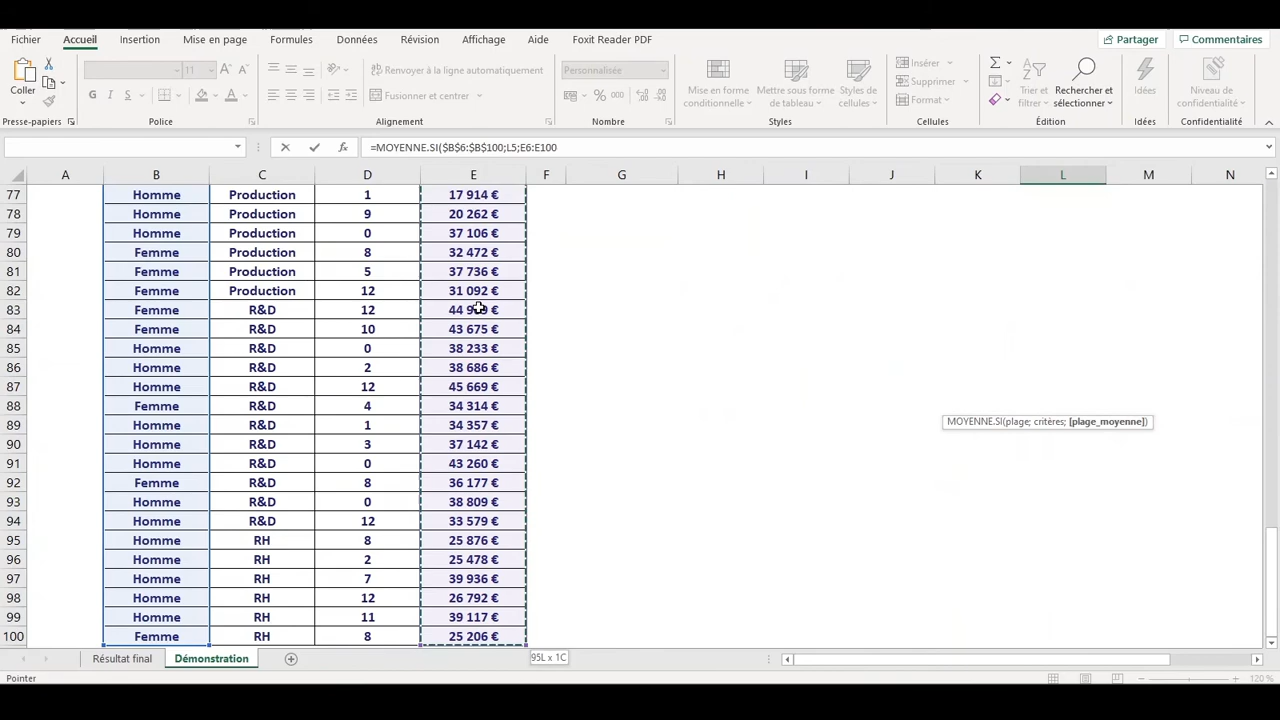 Fichier Accueil Insertion Mise en page Formules Données Révision Affichage Aide Foxit Reader PDF Partager Commentaires
Coller 11 A A Renvoyer à la ligne automatiquement Personnalisée Mise en forme conditionnelle Mettre sous forme de tableau Styles de cellules Insérer Supprimer Format Trier et filtrer Rechercher et sélectionner Idées Niveau de confidentialité
G I S Fusionner et centrer % 000
Presse-papiers Police Alignement Nombre Styles Cellules Édition Idées Confidentialité
fx =MOYENNE.SI($B$6:$B$100;L5;E6:E100
A B C D E F G H I J K L M N
77 Homme Production 1 17 914 €
78 Homme Production 9 20 262 €
79 Homme Production 0 37 106 €
80 Femme Production 8 32 472 €
81 Femme Production 5 37 736 €
82 Femme Production 12 31 092 €
83 Femme R&D 12 €
84 Femme R&D 10 43 675 €
85 Homme R&D 0 38 233 €
86 Homme R&D 2 38 686 €
87 Homme R&D 12 45 669 €
88 Femme R&D 4 34 314 €
89 Homme R&D 1 34 357 €
90 Homme R&D 3 37 142 €
91 Homme R&D 0 43 260 €
92 Femme R&D 8 36 177 €
93 Homme R&D 0 38 809 €
94 Homme R&D 12 33 579 €
95 Homme RH 8 25 876 €
96 Homme RH 2 25 478 €
97 Homme RH 7 39 936 €
98 Homme RH 12 26 792 €
99 Homme RH 11 39 117 €
100 Femme RH 8 25 206 €
MOYENNE.SI(plage; critères; [plage_moyenne])
95L x 1C
Résultat final Démonstration
Pointer 120 %